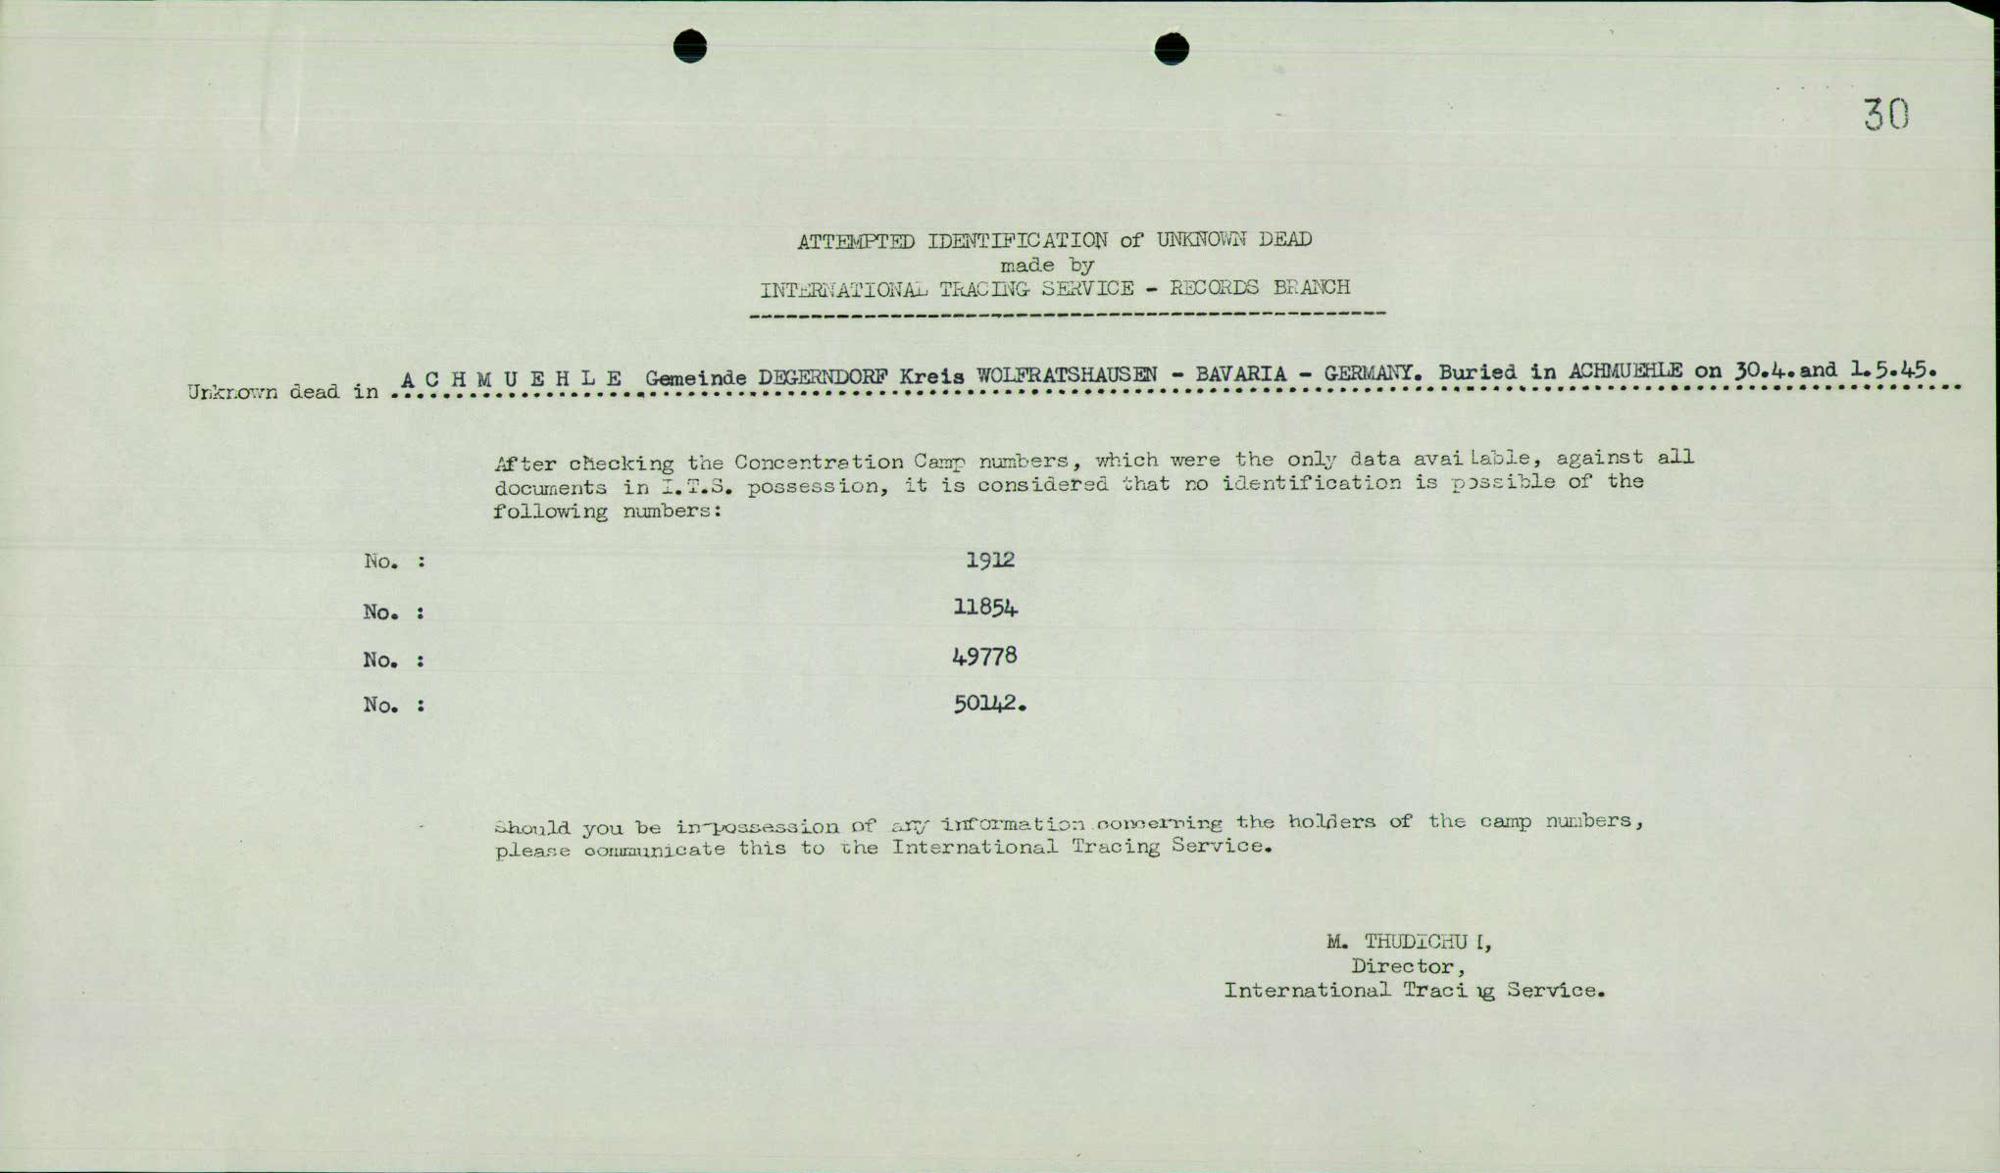 30
ATTEMPTED IDENTIFICATION of UNKNOWN DEAD
made by
INTERNATIONAL TRACING SERVICE - RECORDS BRANCH
--------------------------------------------------
Unknown dead in A C H M U E H L E Gemeinde DEGERNDORF Kreis WOLFRATSHAUSEN - BAVARIA - GERMANY. Buried in ACHMUEHLE on 30.4.and 1.5.45.
After checking the Concentration Camp numbers, which were the only data available, against all
documents in I.T.S. possession, it is considered that no identification is possible of the
following numbers:
No. : 1912
No. : 11854
No. : 49778
No. : 50142.
Should you be in possession of any information concerning the holders of the camp numbers,
please communicate this to the International Tracing Service.
M. THUDICHUM,
Director,
International Tracing Service.